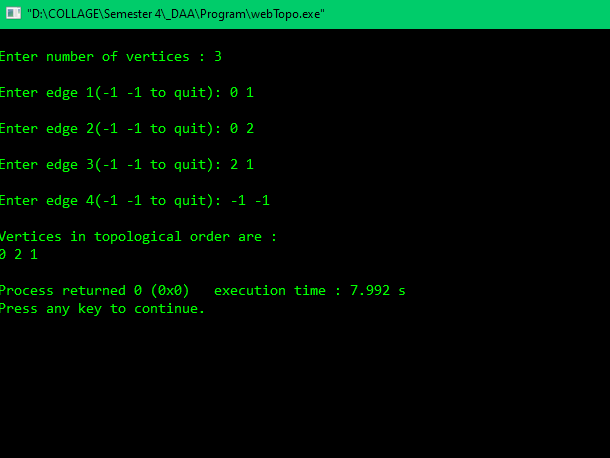 "D:\COLLAGE\Semester 4\_DAA\Program\webTopo.exe"
Enter number of vertices : 3
Enter edge 1(-1 -1 to quit): 0 1
Enter edge 2(-1 -1 to quit): 0 2
Enter edge 3(-1 -1 to quit): 2 1
Enter edge 4(-1 -1 to quit): -1 -1
Vertices in topological order are :
0 2 1
Process returned 0 (0x0)   execution time : 7.992 s
Press any key to continue.